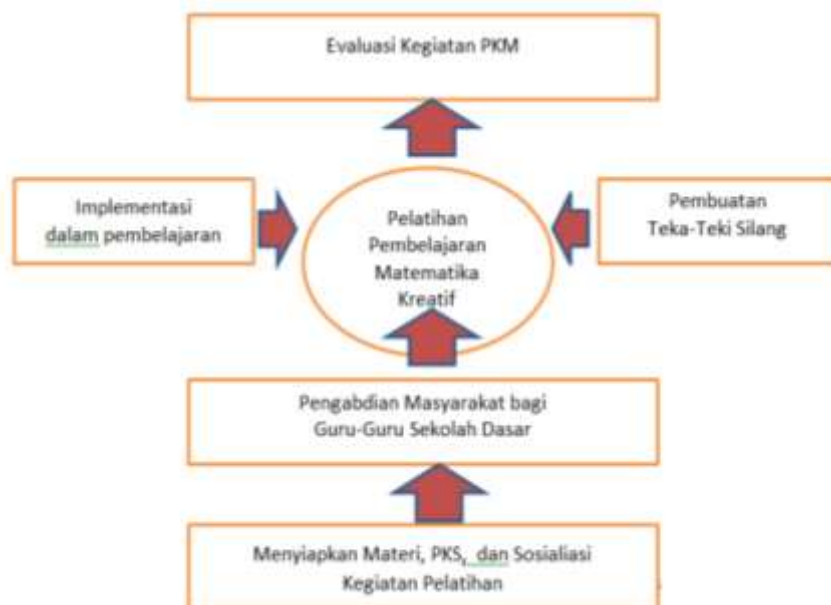 Evaluasi Kegiatan PKM
Implementasi
dalam pembelajaran
Pelatihan
Pembelajaran
Matematika
Kreatif
Pembuatan
Teka-Teki Silang
Pengabdian Masyarakat bagi
Guru-Guru Sekolah Dasar
Menyiapkan Materi, PKS, dan Sosialiasi
Kegiatan Pelatihan